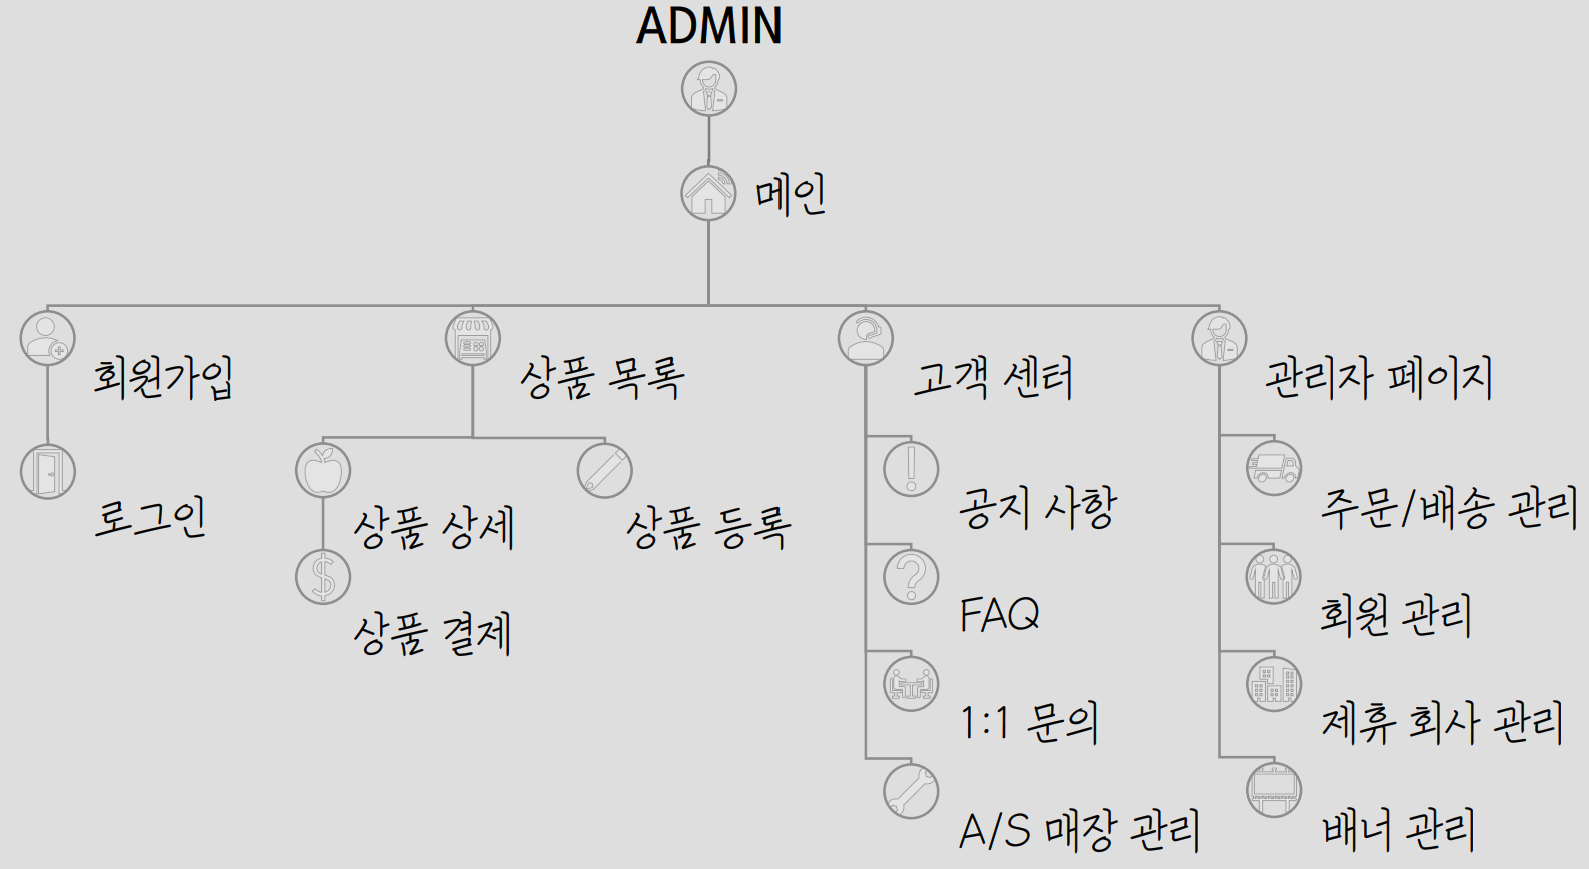 ADMIN
메인
회원가입
상품 목록
고객 센터
관리자 페이지
로그인
상품 상세
상품 등록
공지 사항
주문/배송 관리
상품 결제
FAQ
회원 관리
1:1 문의
제휴 회사 관리
A/S 매장 관리
배너 관리